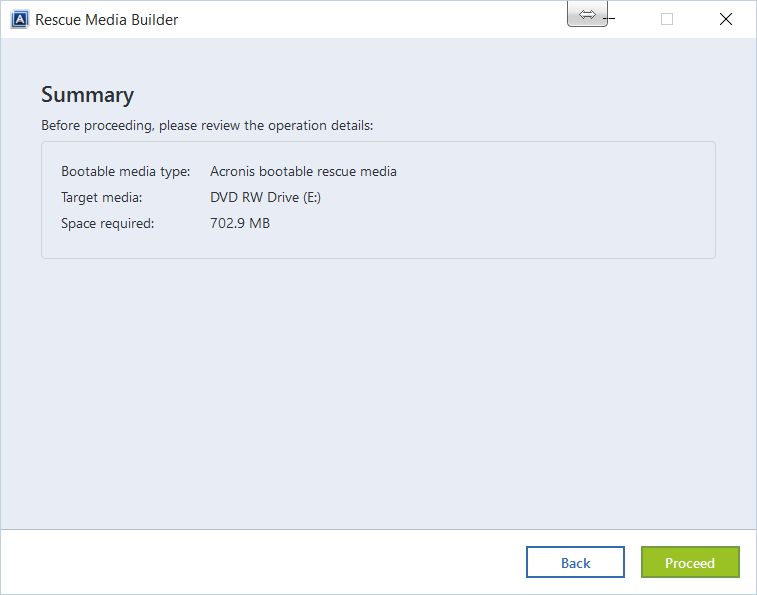 Rescue Media Builder
Summary
Before proceeding, please review the operation details:
Bootable media type: Acronis bootable rescue media
Target media: DVD RW Drive (E:)
Space required: 702.9 MB
Back Proceed